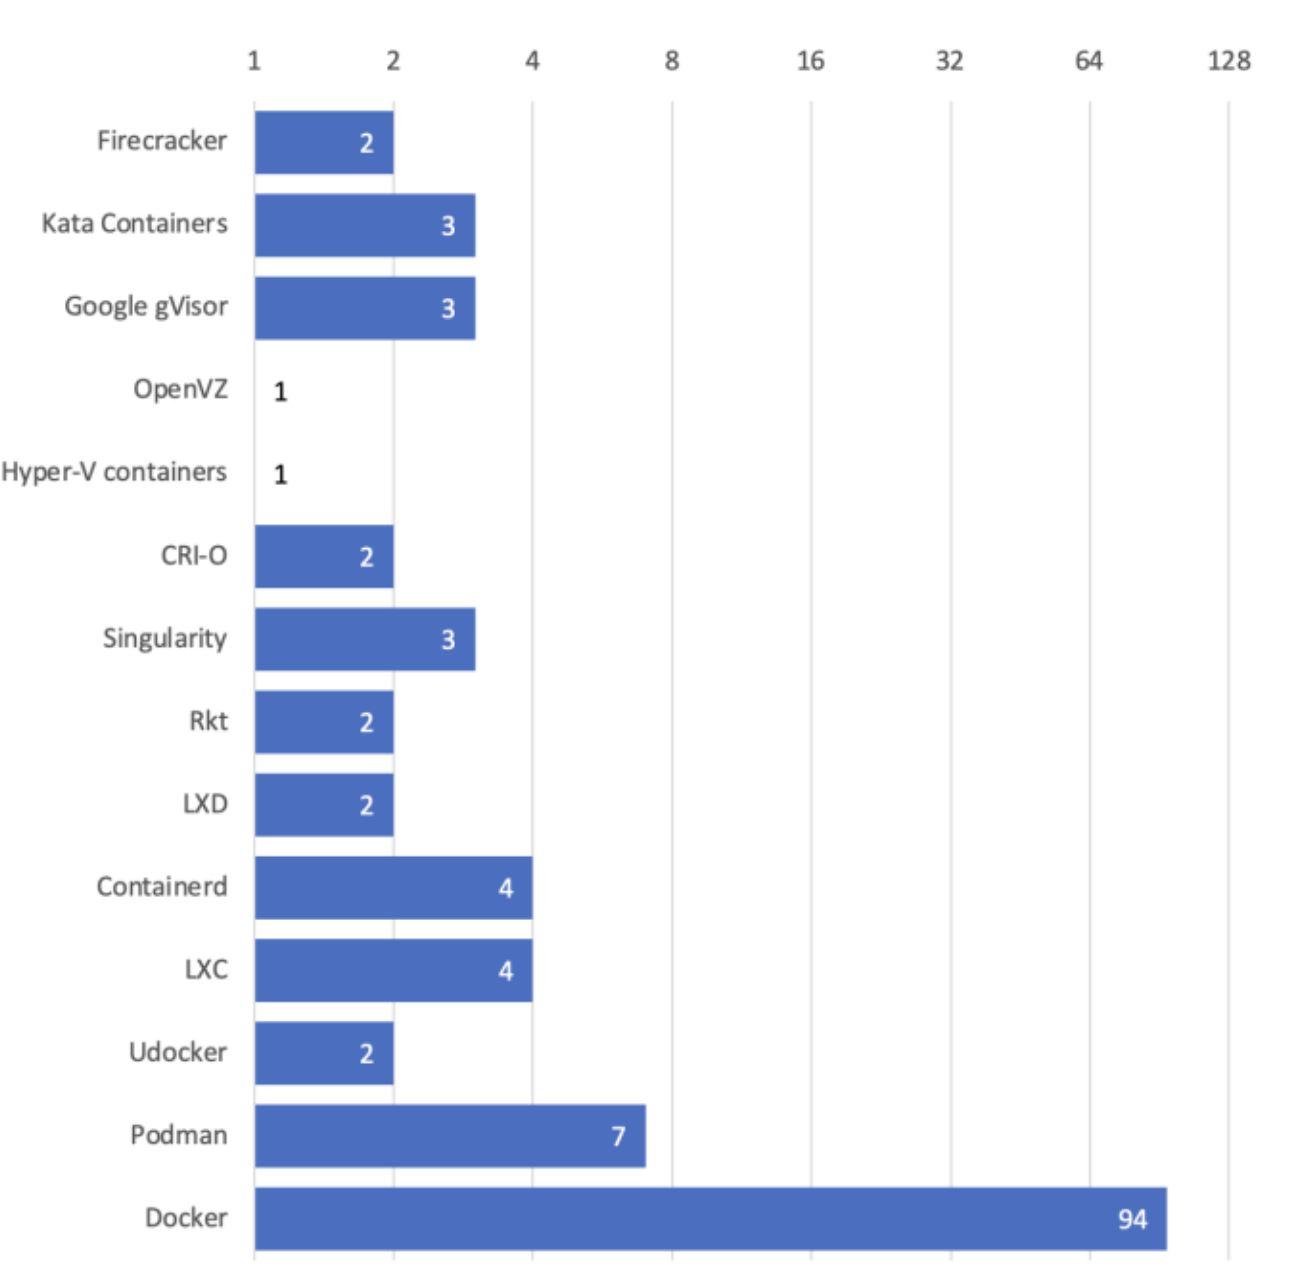 1 2 4 8 16 32 64 128
Firecracker 2
Kata Containers 3
Google gVisor 3
OpenVZ 1
Hyper-V containers 1
CRI-O 2
Singularity 3
Rkt 2
LXD 2
Containerd 4
LXC 4
Udocker 2
Podman 7
Docker 94